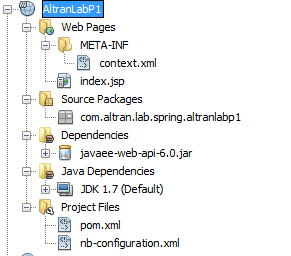 AltranLabP1
Web Pages
META-INF
context.xml
index.jsp
Source Packages
com.altran.lab.spring.altranlabp1
Dependencies
javaee-web-api-6.0.jar
Java Dependencies
JDK 1.7 (Default)
Project Files
pom.xml
nb-configuration.xml